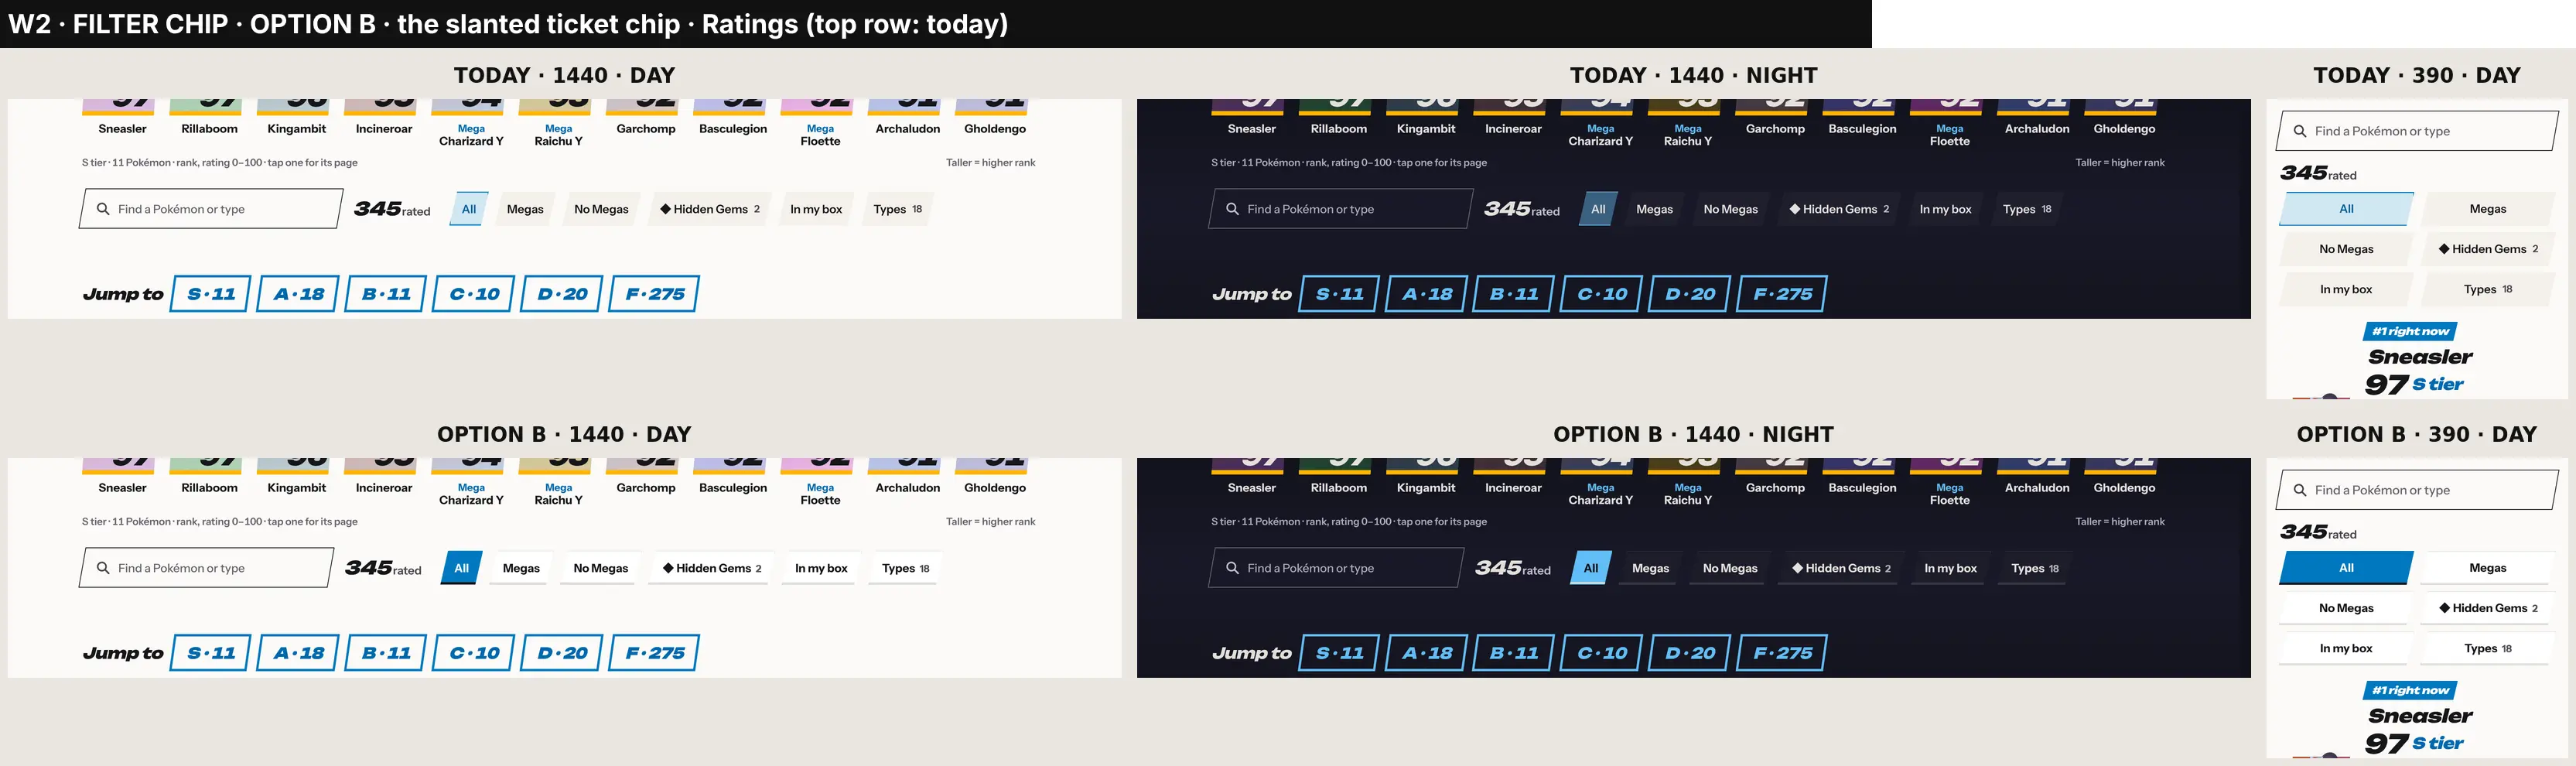 W2 · FILTER CHIP · OPTION B · the slanted ticket chip · Ratings (top row: today)
TODAY · 1440 · DAY
Sneasler Rillaboom Kingambit Incineroar Mega Charizard Y Mega Raichu Y Garchomp Basculegion Mega Floette Archaludon Gholdengo
S tier · 11 Pokémon · rank, rating 0–100 · tap one for its page
Taller = higher rank
Find a Pokémon or type 345 rated All Megas No Megas ◆ Hidden Gems 2 In my box Types 18
Jump to S·11 A·18 B·11 C·10 D·20 F·275
TODAY · 1440 · NIGHT
Sneasler Rillaboom Kingambit Incineroar Mega Charizard Y Mega Raichu Y Garchomp Basculegion Mega Floette Archaludon Gholdengo
S tier · 11 Pokémon · rank, rating 0–100 · tap one for its page
Taller = higher rank
Find a Pokémon or type 345 rated All Megas No Megas ◆ Hidden Gems 2 In my box Types 18
Jump to S·11 A·18 B·11 C·10 D·20 F·275
TODAY · 390 · DAY
Find a Pokémon or type
345 rated
All Megas
No Megas ◆ Hidden Gems 2
In my box Types 18
#1 right now
Sneasler
97 S tier
OPTION B · 1440 · DAY
Sneasler Rillaboom Kingambit Incineroar Mega Charizard Y Mega Raichu Y Garchomp Basculegion Mega Floette Archaludon Gholdengo
S tier · 11 Pokémon · rank, rating 0–100 · tap one for its page
Taller = higher rank
Find a Pokémon or type 345 rated All Megas No Megas ◆ Hidden Gems 2 In my box Types 18
Jump to S·11 A·18 B·11 C·10 D·20 F·275
OPTION B · 1440 · NIGHT
Sneasler Rillaboom Kingambit Incineroar Mega Charizard Y Mega Raichu Y Garchomp Basculegion Mega Floette Archaludon Gholdengo
S tier · 11 Pokémon · rank, rating 0–100 · tap one for its page
Taller = higher rank
Find a Pokémon or type 345 rated All Megas No Megas ◆ Hidden Gems 2 In my box Types 18
Jump to S·11 A·18 B·11 C·10 D·20 F·275
OPTION B · 390 · DAY
Find a Pokémon or type
345 rated
All Megas
No Megas ◆ Hidden Gems 2
In my box Types 18
#1 right now
Sneasler
97 S tier